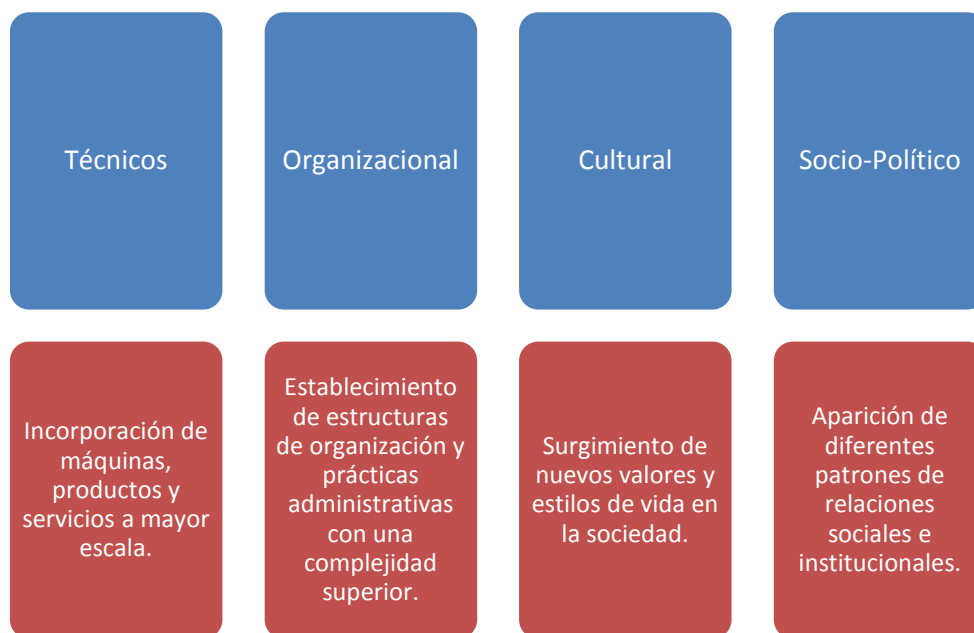 Técnicos
Organizacional
Cultural
Socio-Político
Incorporación de
máquinas,
productos y
servicios a mayor
escala.
Establecimiento
de estructuras
de organización y
prácticas
administrativas
con una
complejidad
superior.
Surgimiento de
nuevos valores y
estilos de vida en
la sociedad.
Aparición de
diferentes
patrones de
relaciones
sociales e
institucionales.